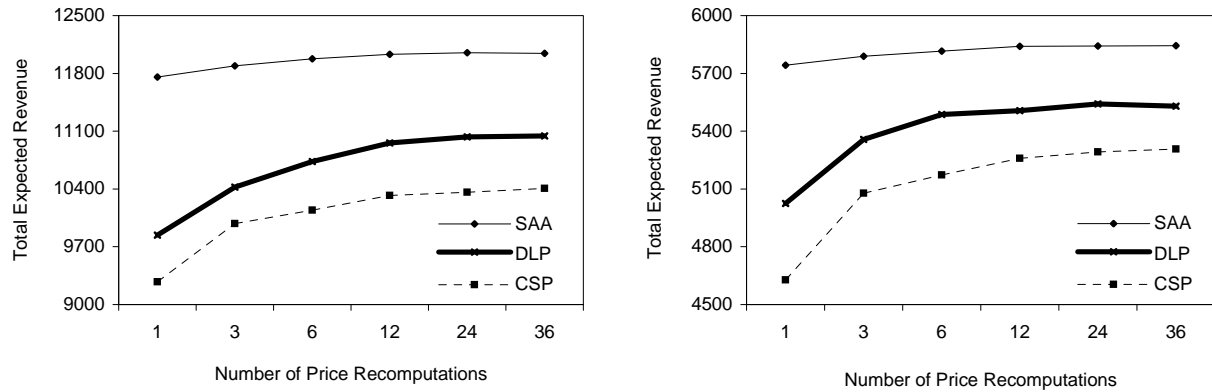 12500
11800
11100
10400
9700
9000
Total Expected Revenue
1 3 6 12 24 36
Number of Price Recomputations
SAA
DLP
CSP
6000
5700
5400
5100
4800
4500
Total Expected Revenue
1 3 6 12 24 36
Number of Price Recomputations
SAA
DLP
CSP